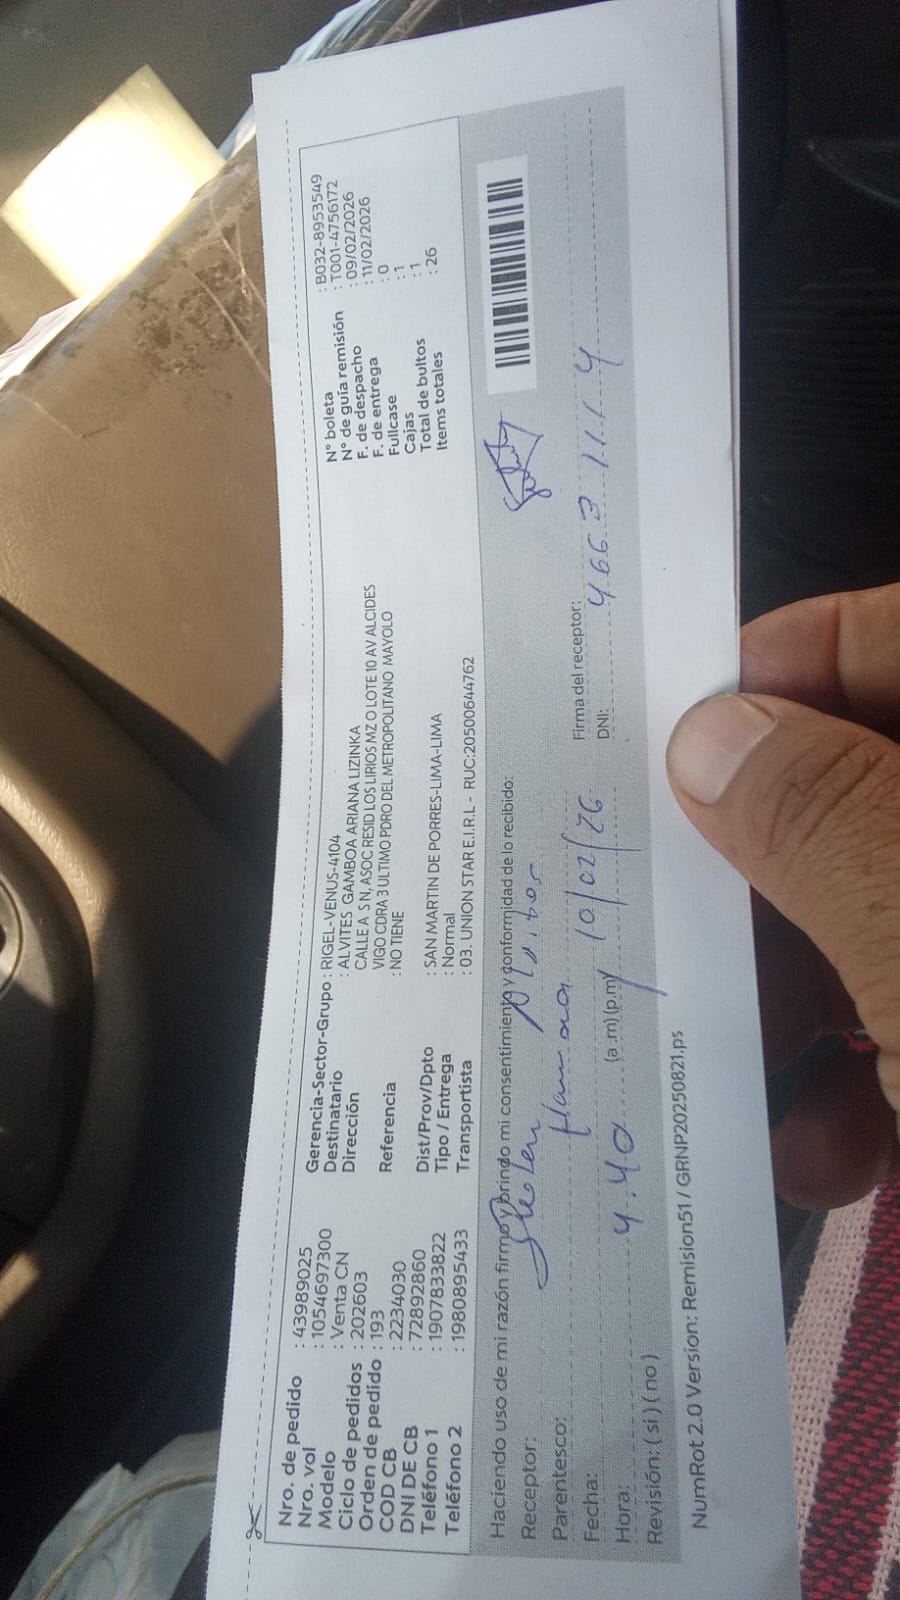 Nro. de pedido : 43989025
Nro. vol : 1054697300
Modelo : Venta CN
Ciclo de pedidos : 202603
Orden de pedido : 193
COD CB : 2234030
DNI DE CB : 72892860
Teléfono 1 : 1907833822
Teléfono 2 : 1980895433
Gerencia-Sector-Grupo : RIGEL-VENUS-4104
Destinatario : ALVITES GAMBOA ARIANA LIZINKA
Dirección CALLE A S N, ASOC RESID LOS LIRIOS MZ O LOTE 10 AV ALCIDES
VIGO CDRA 3 ULTIMO PDRO DEL METROPOLITANO MAYOLO
Referencia : NO TIENE
Dist/Prov/Dpto : SAN MARTIN DE PORRES-LIMA-LIMA
Tipo / Entrega : Normal
Transportista : 03. UNION STAR E.I.R.L - RUC:20500644762
N° boleta : B032-8953549
N° de guía remisión : T001-4756172
F. de despacho : 09/02/2026
F. de entrega : 11/02/2026
Fullcase : 0
Cajas : 1
Total de bultos : 1
Items totales : 26
Haciendo uso de mi razón firmo y brindo mi consentimiento y conformidad de lo recibido:
Receptor:
Parentesco:
Fecha: 10/02/26
Hora: 4:40 (a.m) (p.m)
Revisión: ( si ) ( no )
Firma del receptor:
DNI: 46631114
NumRot 2.0 Version: Remision51 / GRNP20250821.ps